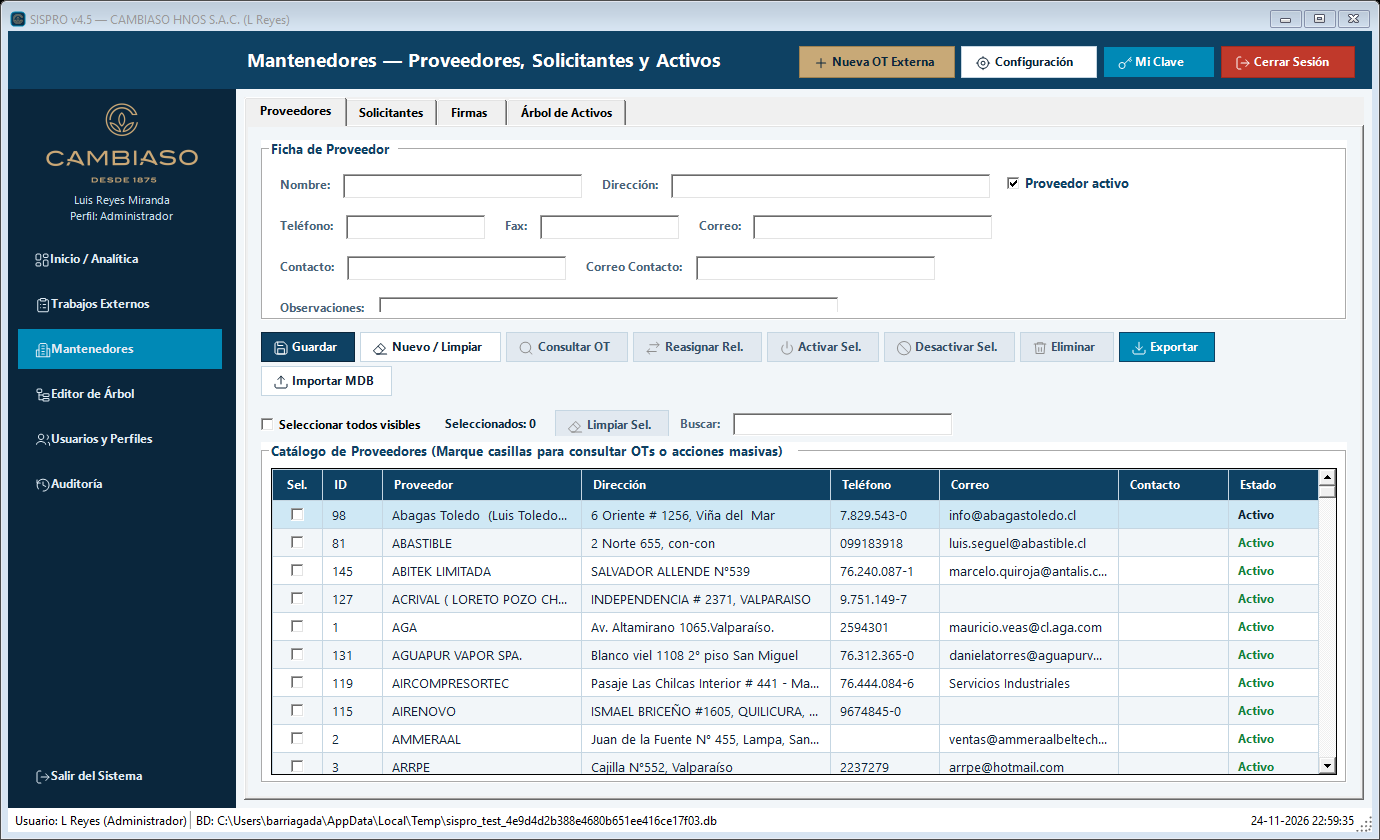 SISPRO v4.5 — CAMBIASO HNOS S.A.C. (L Reyes)
Mantenedores — Proveedores, Solicitantes y Activos
Nueva OT Externa
Configuración
Mi Clave
Cerrar Sesión
CAMBIASO
DESDE 1875
Luis Reyes Miranda
Perfil: Administrador
Inicio / Analítica
Trabajos Externos
Mantenedores
Editor de Árbol
Usuarios y Perfiles
Auditoría
Salir del Sistema
Proveedores Solicitantes Firmas Árbol de Activos
Ficha de Proveedor
Nombre: Dirección: Proveedor activo
Teléfono: Fax: Correo:
Contacto: Correo Contacto:
Observaciones:
Guardar Nuevo / Limpiar Consultar OT Reasignar Rel. Activar Sel. Desactivar Sel. Eliminar Exportar
Importar MDB
Seleccionar todos visibles Seleccionados: 0 Limpiar Sel. Buscar:
Catálogo de Proveedores (Marque casillas para consultar OTs o acciones masivas)
Sel. ID Proveedor Dirección Teléfono Correo Contacto Estado
98 Abagas Toledo (Luis Toledo... 6 Oriente # 1256, Viña del Mar 7.829.543-0 info@abagastoledo.cl Activo
81 ABASTIBLE 2 Norte 655, con-con 099183918 luis.seguel@abastible.cl Activo
145 ABITEK LIMITADA SALVADOR ALLENDE N°539 76.240.087-1 marcelo.quiroja@antalis.c... Activo
127 ACRIVAL ( LORETO POZO CH... INDEPENDENCIA # 2371, VALPARAISO 9.751.149-7 Activo
1 AGA Av. Altamirano 1065.Valparaíso. 2594301 mauricio.veas@cl.aga.com Activo
131 AGUAPUR VAPOR SPA. Blanco viel 1108 2° piso San Miguel 76.312.365-0 danielatorres@aguapurv... Activo
119 AIRCOMPRESORTEC Pasaje Las Chilcas Interior # 441 - Ma... 76.444.084-6 Servicios Industriales Activo
115 AIRENOVO ISMAEL BRICEÑO #1605, QUILICURA, ... 9674845-0 Activo
2 AMMERAAL Juan de la Fuente N° 455, Lampa, San... ventas@ammeraalbeltech... Activo
3 ARRPE Cajilla N°552, Valparaíso 2237279 arrpe@hotmail.com Activo
Usuario: L Reyes (Administrador) BD: C:\Users\barriagada\AppData\Local\Temp\sispro_test_4e9d4d2b388e4680b651ee416ce17f03.db 24-11-2026 22:59:35